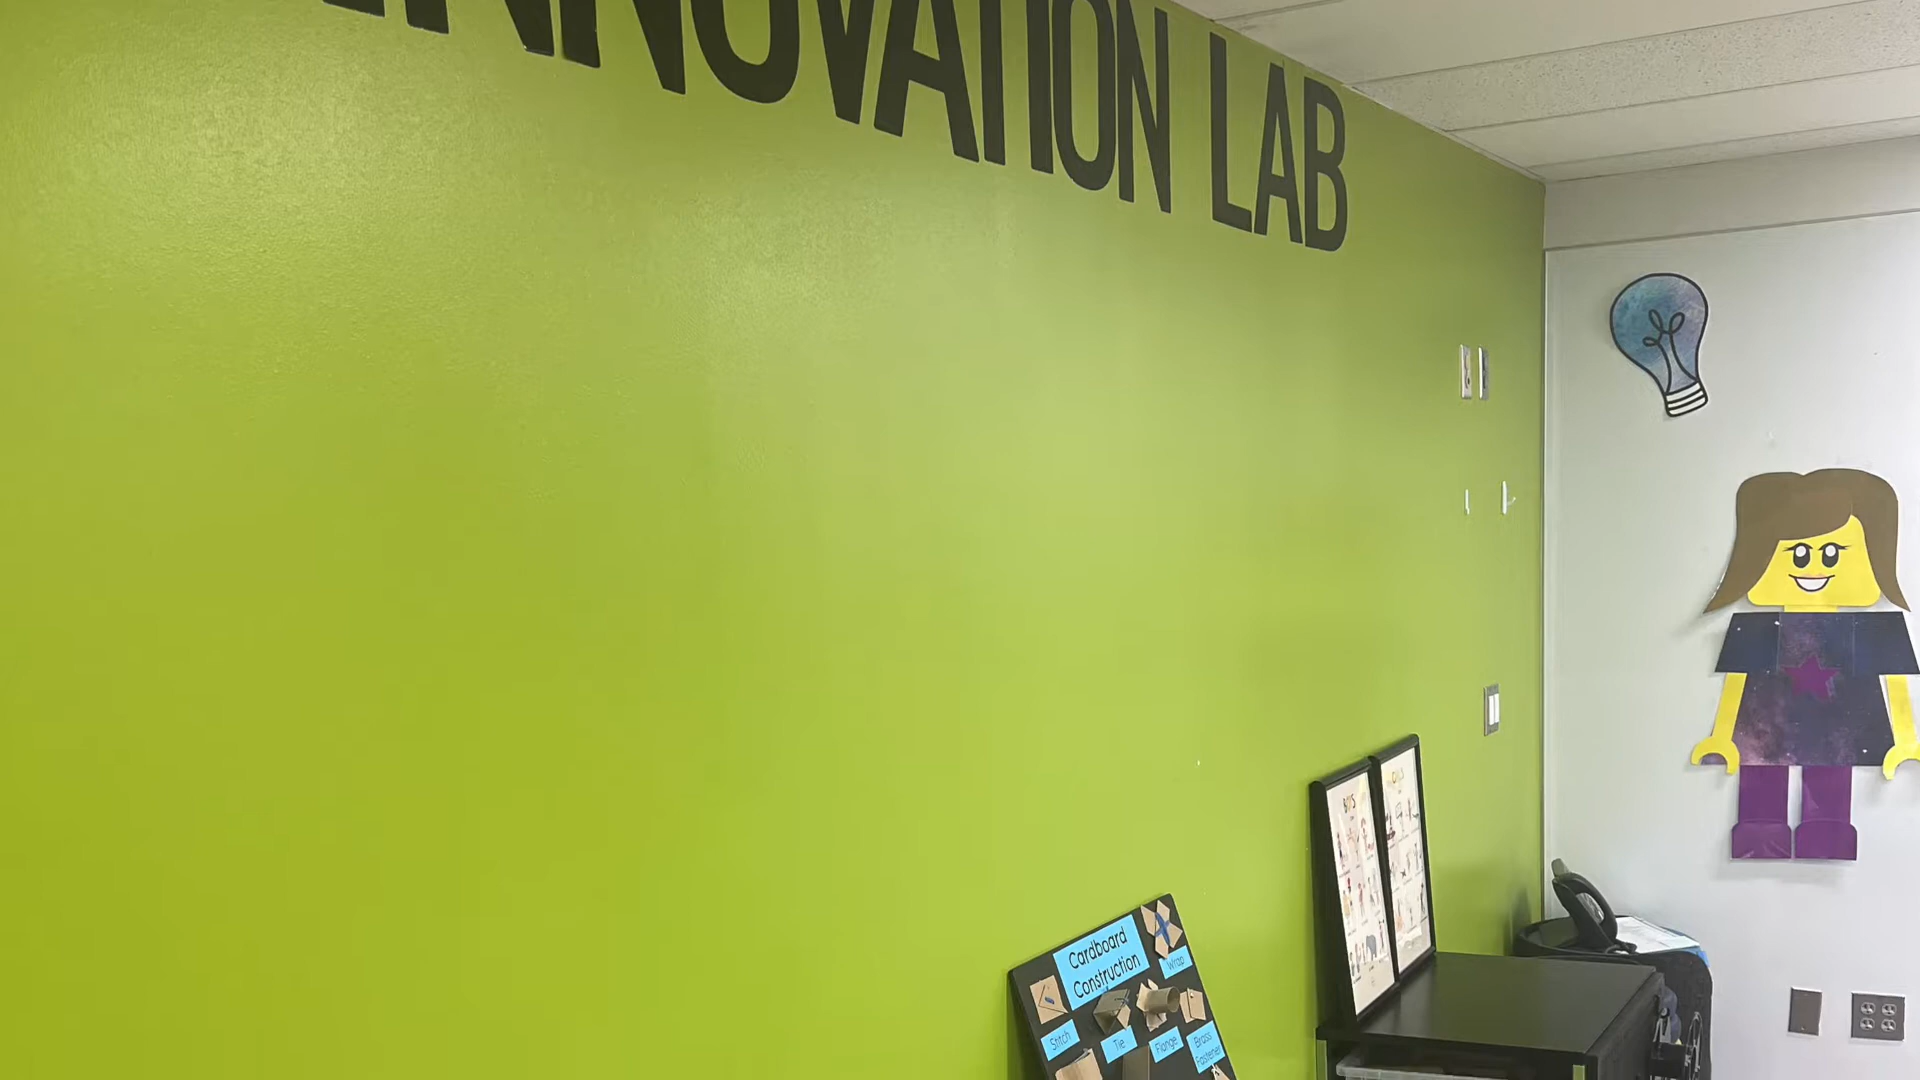 INNOVATION LAB
Cardboard
Construction
Wrap
Stitch
Tie
Flange
Brass
Fastener